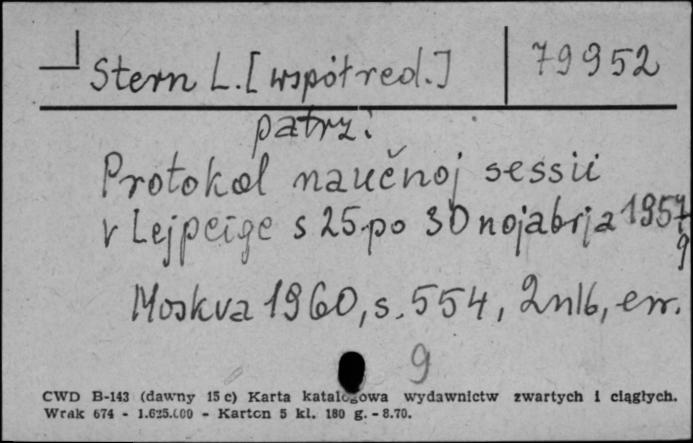 Stern L. [współred.] 79952
patrz:
Protokol naučnoj sessii
v Lejpcige s 25 po 30 nojabrja 1957
g
Moskva 1960, s. 554, 2nlb, err.
9
CWD B-143 (dawny 15 c) Karta katalogowa wydawnictw zwartych i ciągłych.
Wrak 674 - 1.625.000 - Karton 5 kl. 180 g. - 8.70.